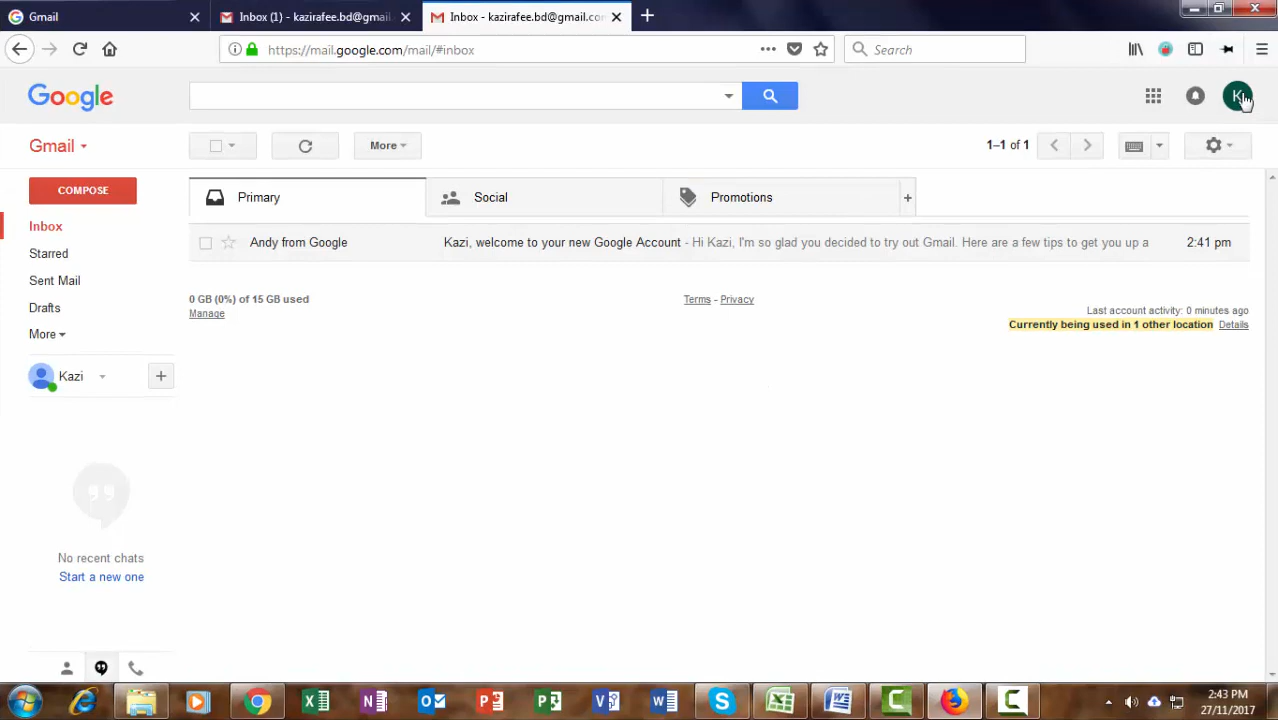 Gmail
Inbox (1) - kazirafee.bd@gmail.
Inbox - kazirafee.bd@gmail.co
https://mail.google.com/mail/#inbox
Search
Google
K
Gmail
More
1–1 of 1
COMPOSE
Primary
Social
Promotions
+
Inbox
Starred
Sent Mail
Drafts
More
Andy from Google
Kazi, welcome to your new Google Account - Hi Kazi, I'm so glad you decided to try out Gmail. Here are a few tips to get you up a
2:41 pm
0 GB (0%) of 15 GB used
Manage
Terms - Privacy
Last account activity: 0 minutes ago
Currently being used in 1 other location Details
Kazi
+
No recent chats
Start a new one
2:43 PM
27/11/2017